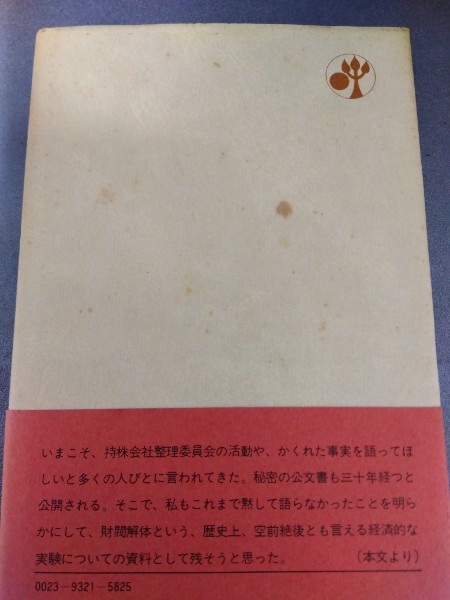 いまこそ、持株会社整理委員会の活動や、かくれた事実を語ってほ
しいと多くの人びとに言われてきた。秘密の公文書も三十年経つと
公開される。そこで、私もこれまで黙して語らなかったことを明ら
かにして、財閥解体という、歴史上、空前絶後とも言える経済的な
実験についての資料として残そうと思った。 （本文より）
0023－9321－5825